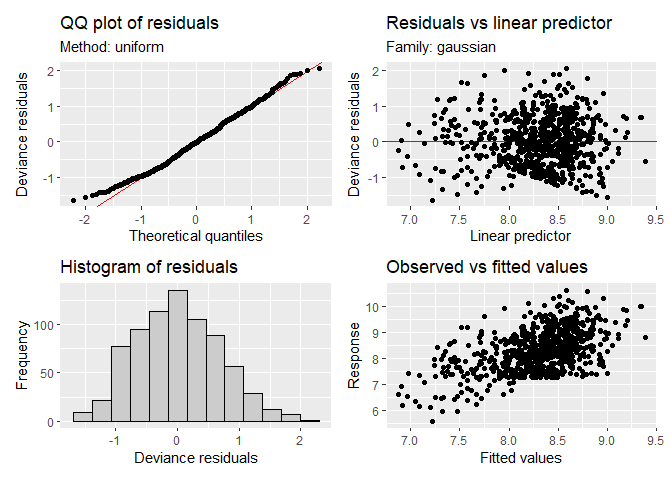 QQ plot of residuals
Method: uniform
Deviance residuals
2
1
0
-1
-2
-1
0
1
2
Theoretical quantiles
Residuals vs linear predictor
Family: gaussian
Deviance residuals
2
1
0
-1
7.0
7.5
8.0
8.5
9.0
9.5
Linear predictor
Histogram of residuals
Frequency
100
50
0
-1
0
1
2
Deviance residuals
Observed vs fitted values
Response
10
9
8
7
6
7.0
7.5
8.0
8.5
9.0
9.5
Fitted values